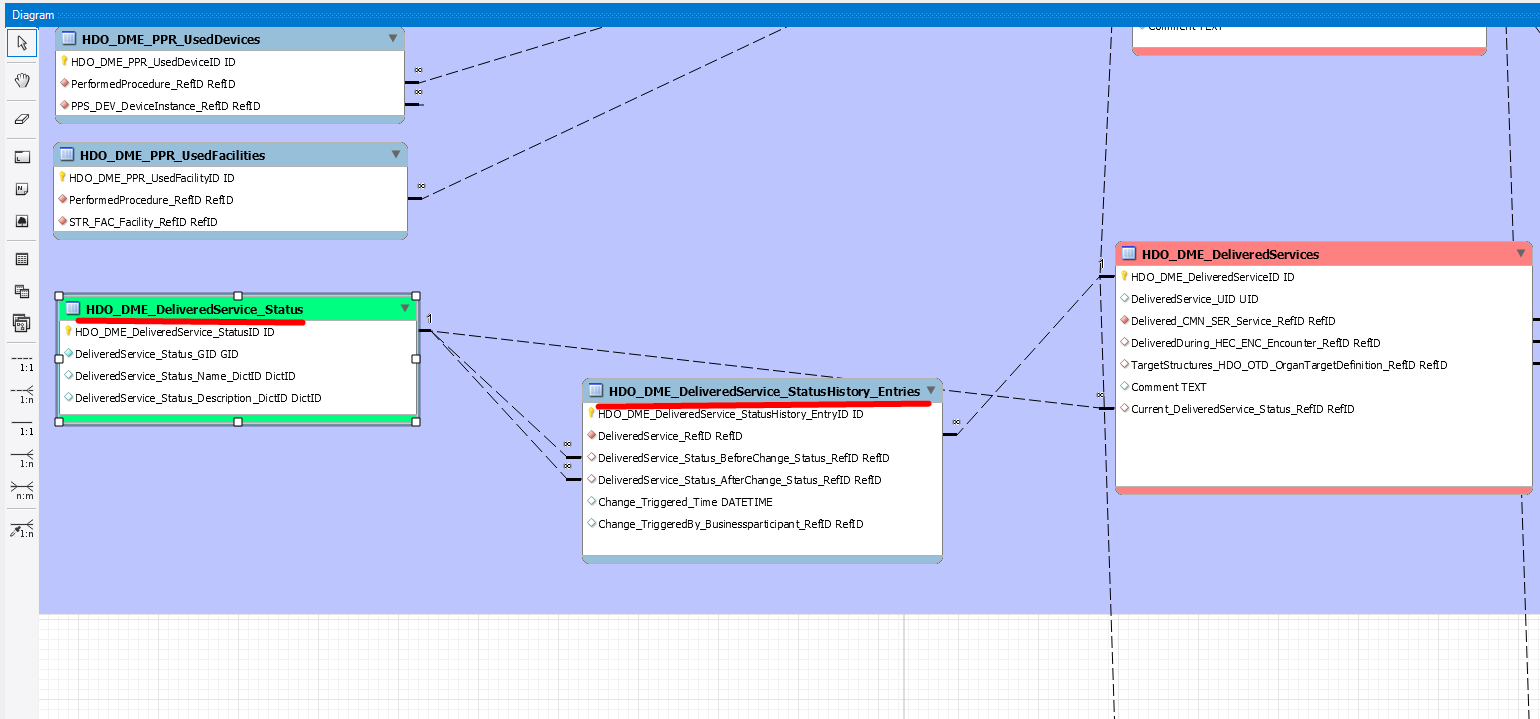 Diagram
HDO_DME_PPR_UsedDevices
HDO_DME_PPR_UsedDeviceID ID
PerformedProcedure_RefID RefID
PPS_DEV_DeviceInstance_RefID RefID
∞
∞
Comment TEXT
HDO_DME_PPR_UsedFacilities
HDO_DME_PPR_UsedFacilityID ID
PerformedProcedure_RefID RefID
STR_FAC_Facility_RefID RefID
∞
HDO_DME_DeliveredService_Status
HDO_DME_DeliveredService_StatusID ID
DeliveredService_Status_GID GID
DeliveredService_Status_Name_DictID DictID
DeliveredService_Status_Description_DictID DictID
1
HDO_DME_DeliveredService_StatusHistory_Entries
HDO_DME_DeliveredService_StatusHistory_EntryID ID
DeliveredService_RefID RefID
DeliveredService_Status_BeforeChange_Status_RefID RefID
DeliveredService_Status_AfterChange_Status_RefID RefID
Change_Triggered_Time DATETIME
Change_TriggeredBy_Businessparticipant_RefID RefID
∞
∞
∞
HDO_DME_DeliveredServices
HDO_DME_DeliveredServiceID ID
DeliveredService_UID UID
Delivered_CMN_SER_Service_RefID RefID
DeliveredDuring_HEC_ENC_Encounter_RefID RefID
TargetStructures_HDO_OTD_OrganTargetDefinition_RefID RefID
Comment TEXT
Current_DeliveredService_Status_RefID RefID
1
∞
1:1
1:n
1:1
1:n
n:m
1:n